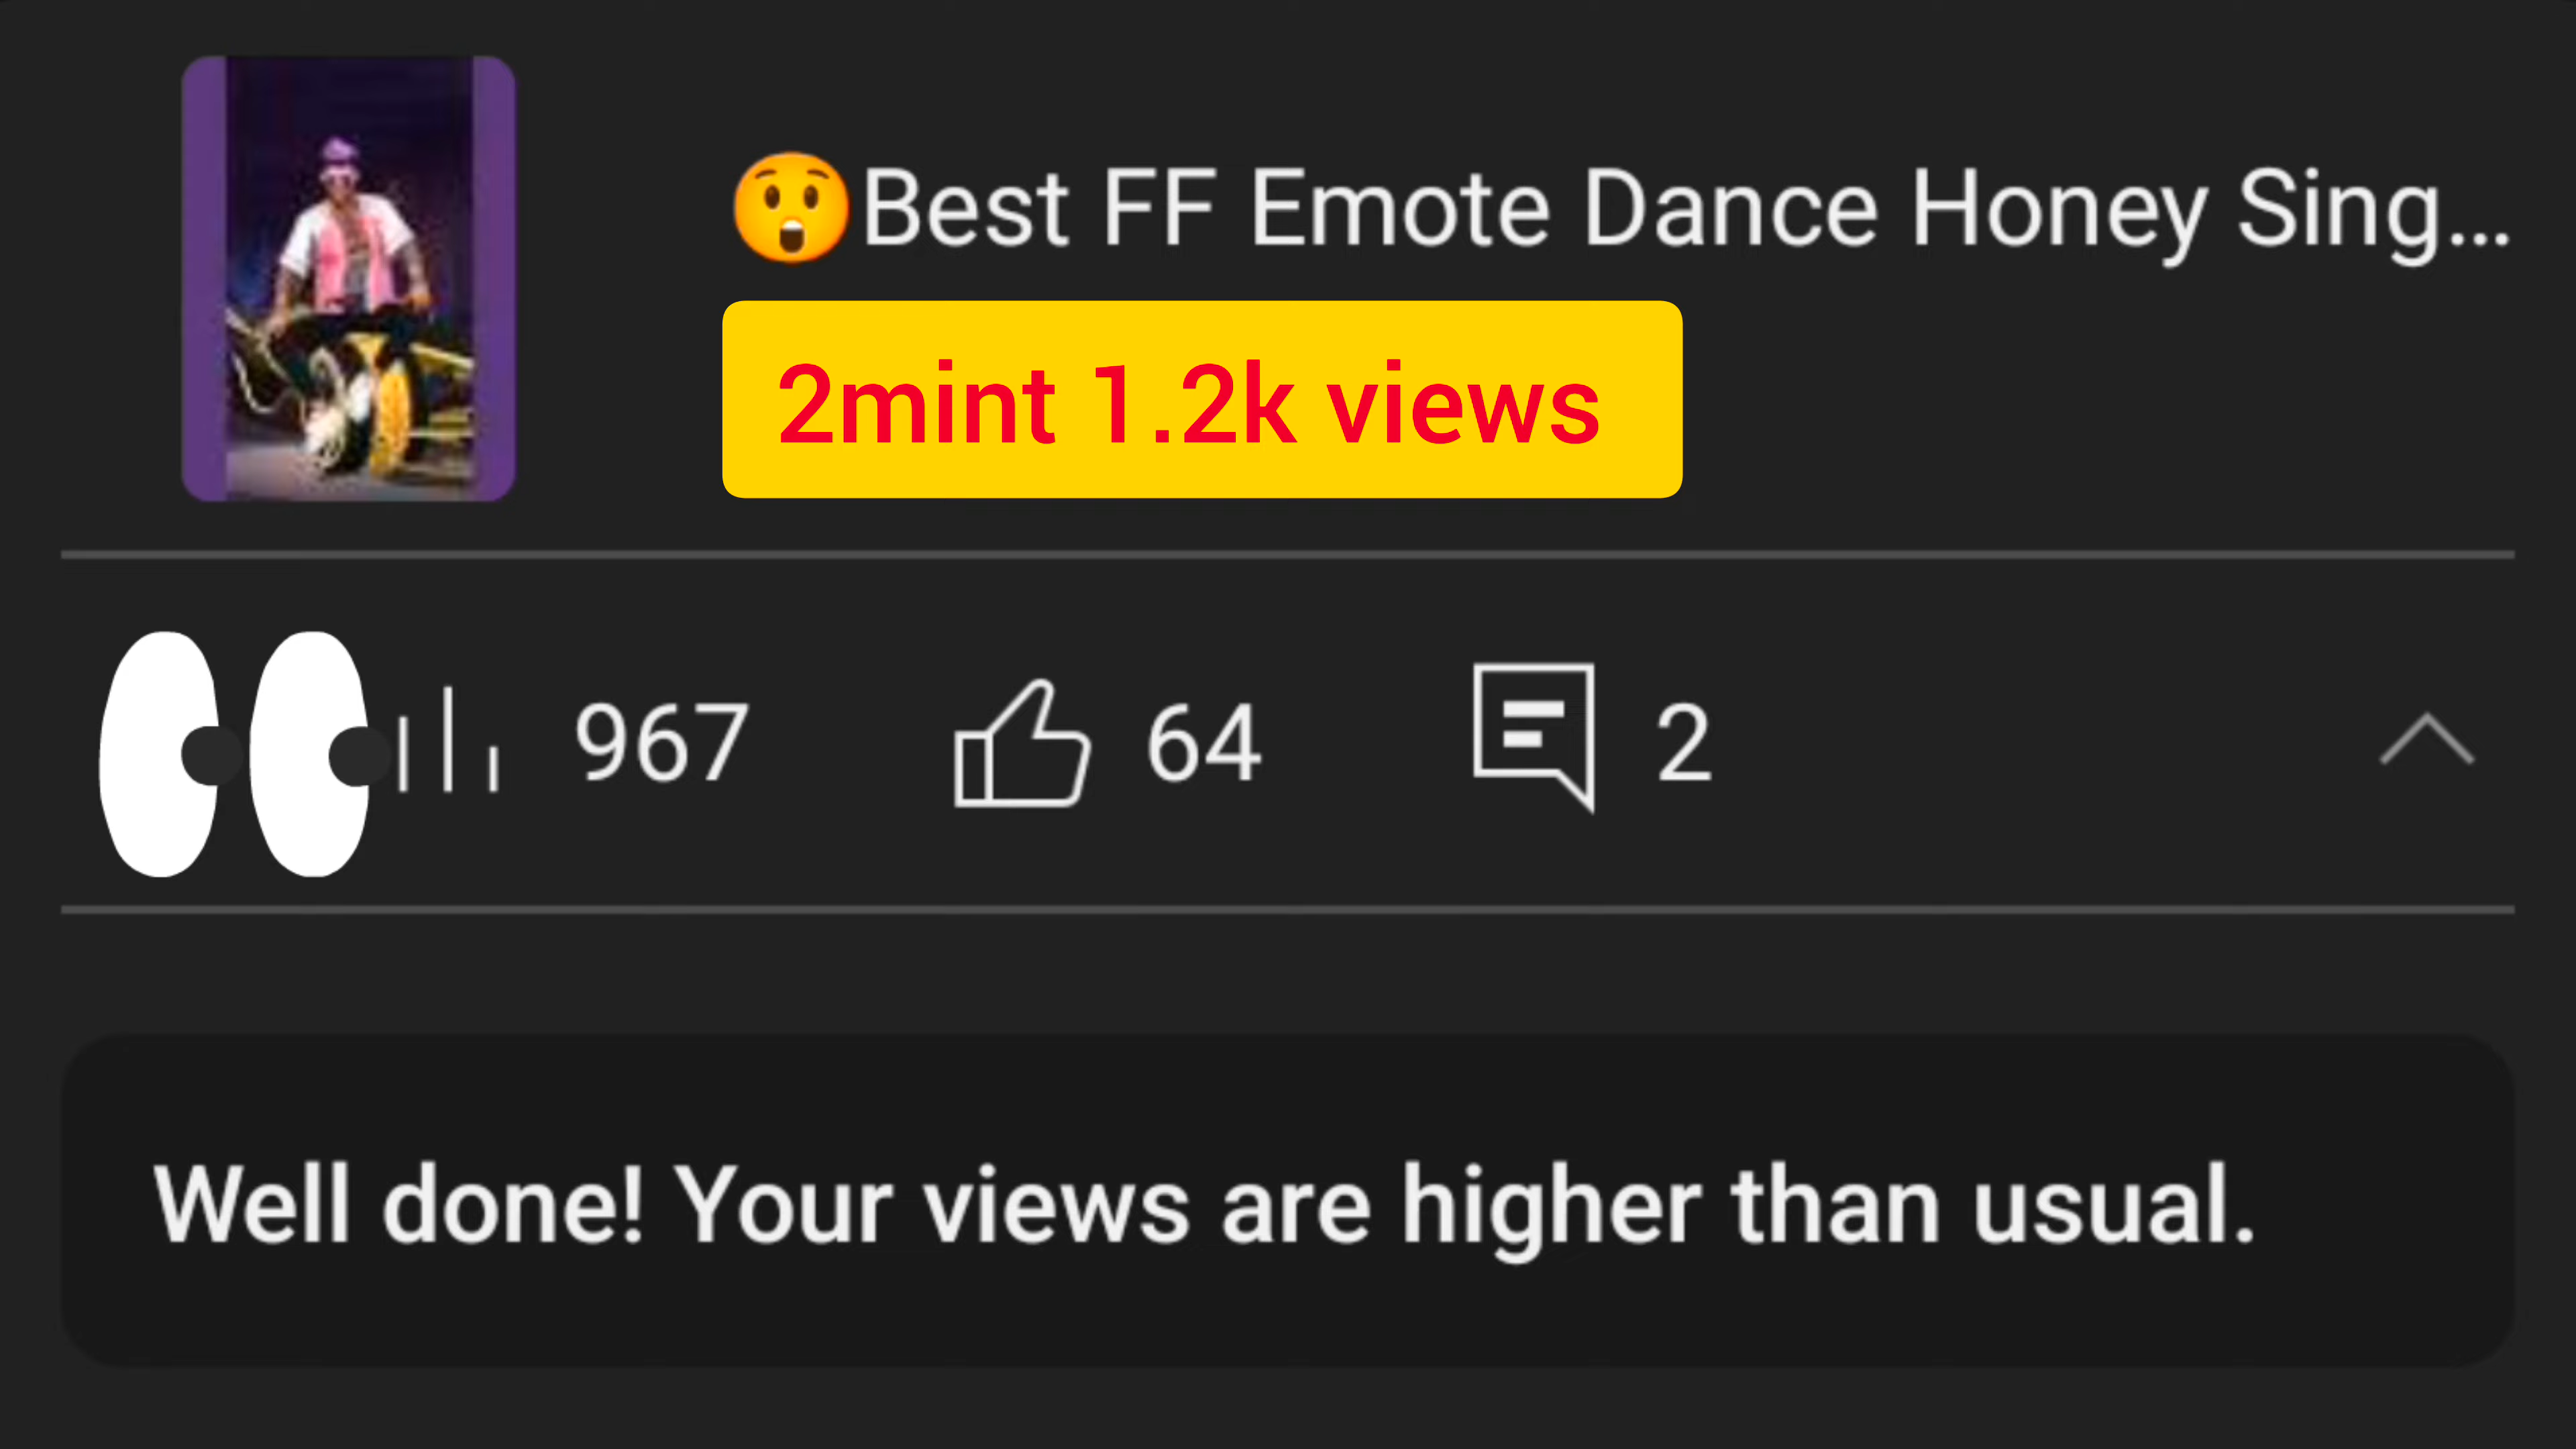 😲Best FF Emote Dance Honey Sing...
2mint 1.2k views
967 64 2
Well done! Your views are higher than usual.